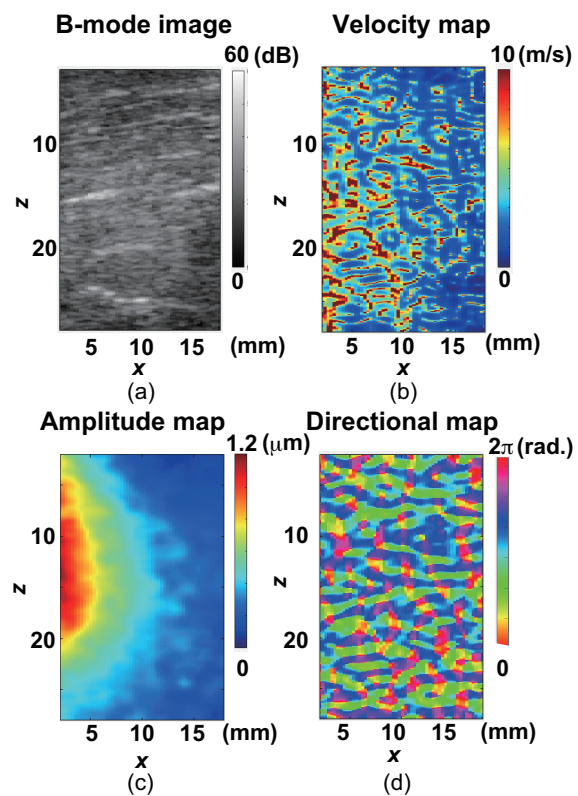 B-mode image
60 (dB)
10
z
20
0
5 10 15 (mm)
x
(a)
Velocity map
10 (m/s)
10
z
20
0
5 10 15 (mm)
x
(b)
Amplitude map
1.2 (μm)
10
z
20
0
5 10 15 (mm)
x
(c)
Directional map
2π (rad.)
10
z
20
0
5 10 15 (mm)
x
(d)